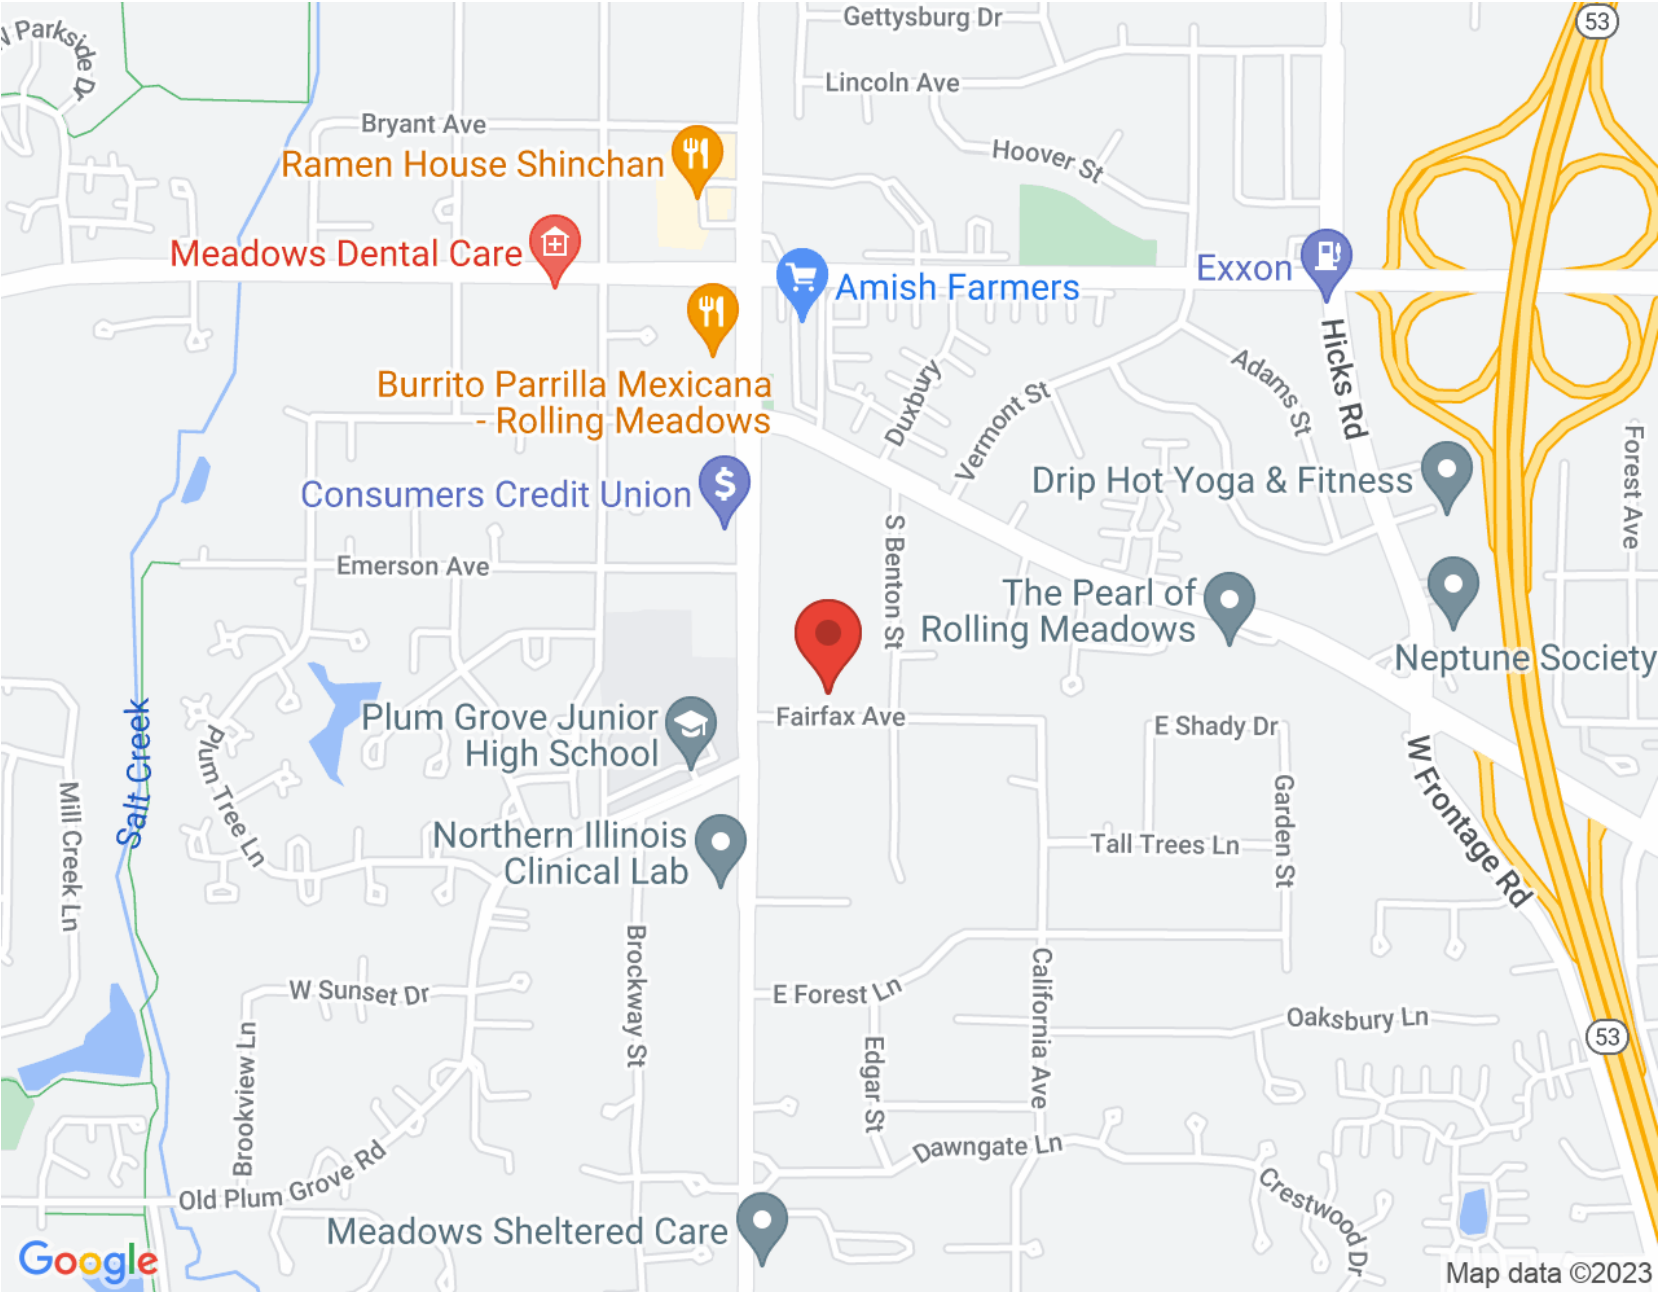 Gettysburg Dr
53
N Parkside Dr
Lincoln Ave
Bryant Ave
Ramen House Shinchan
Hoover St
Meadows Dental Care
Exxon
Amish Farmers
Hicks Rd
Burrito Parrilla Mexicana
- Rolling Meadows
Duxbury
Vermont St
Adams St
Forest Ave
Drip Hot Yoga & Fitness
Consumers Credit Union
S Benton St
Emerson Ave
The Pearl of
Rolling Meadows
Neptune Society
Salt Creek
Plum Grove Junior
High School
Fairfax Ave
E Shady Dr
Plum Tree Ln
W Frontage Rd
Mill Creek Ln
Garden St
Northern Illinois
Clinical Lab
Tall Trees Ln
Brockway St
W Sunset Dr
E Forest Ln
California Ave
Oaksbury Ln
53
Brookview Ln
Edgar St
Dawngate Ln
Old Plum Grove Rd
Crestwood Dr
Meadows Sheltered Care
Google
Map data ©2023